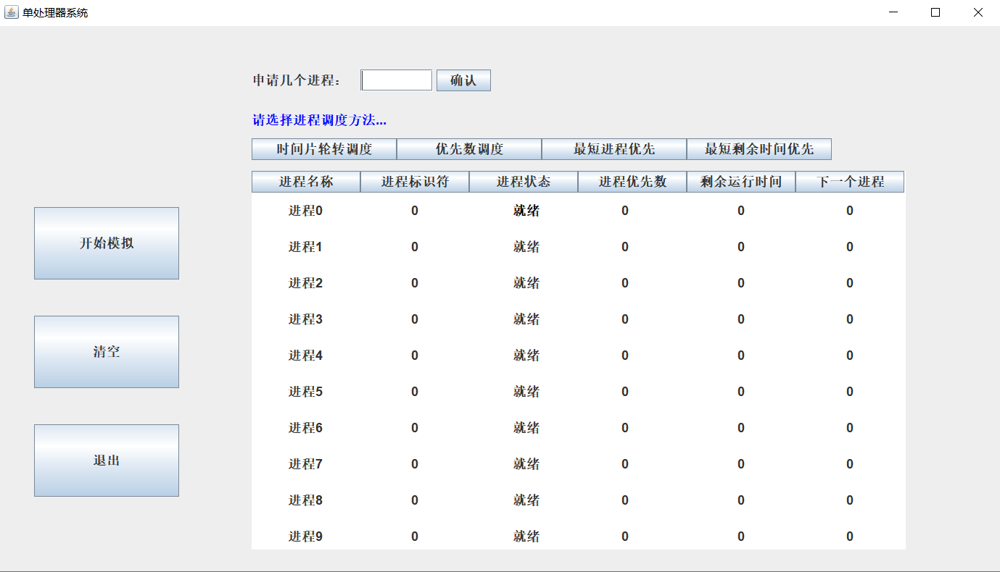 单处理器系统
申请几个进程： 确认
请选择进程调度方法...
时间片轮转调度 优先数调度 最短进程优先 最短剩余时间优先
进程名称 进程标识符 进程状态 进程优先数 剩余运行时间 下一个进程
进程0 0 就绪 0 0 0
进程1 0 就绪 0 0 0
进程2 0 就绪 0 0 0
进程3 0 就绪 0 0 0
进程4 0 就绪 0 0 0
进程5 0 就绪 0 0 0
进程6 0 就绪 0 0 0
进程7 0 就绪 0 0 0
进程8 0 就绪 0 0 0
进程9 0 就绪 0 0 0
开始模拟
清空
退出